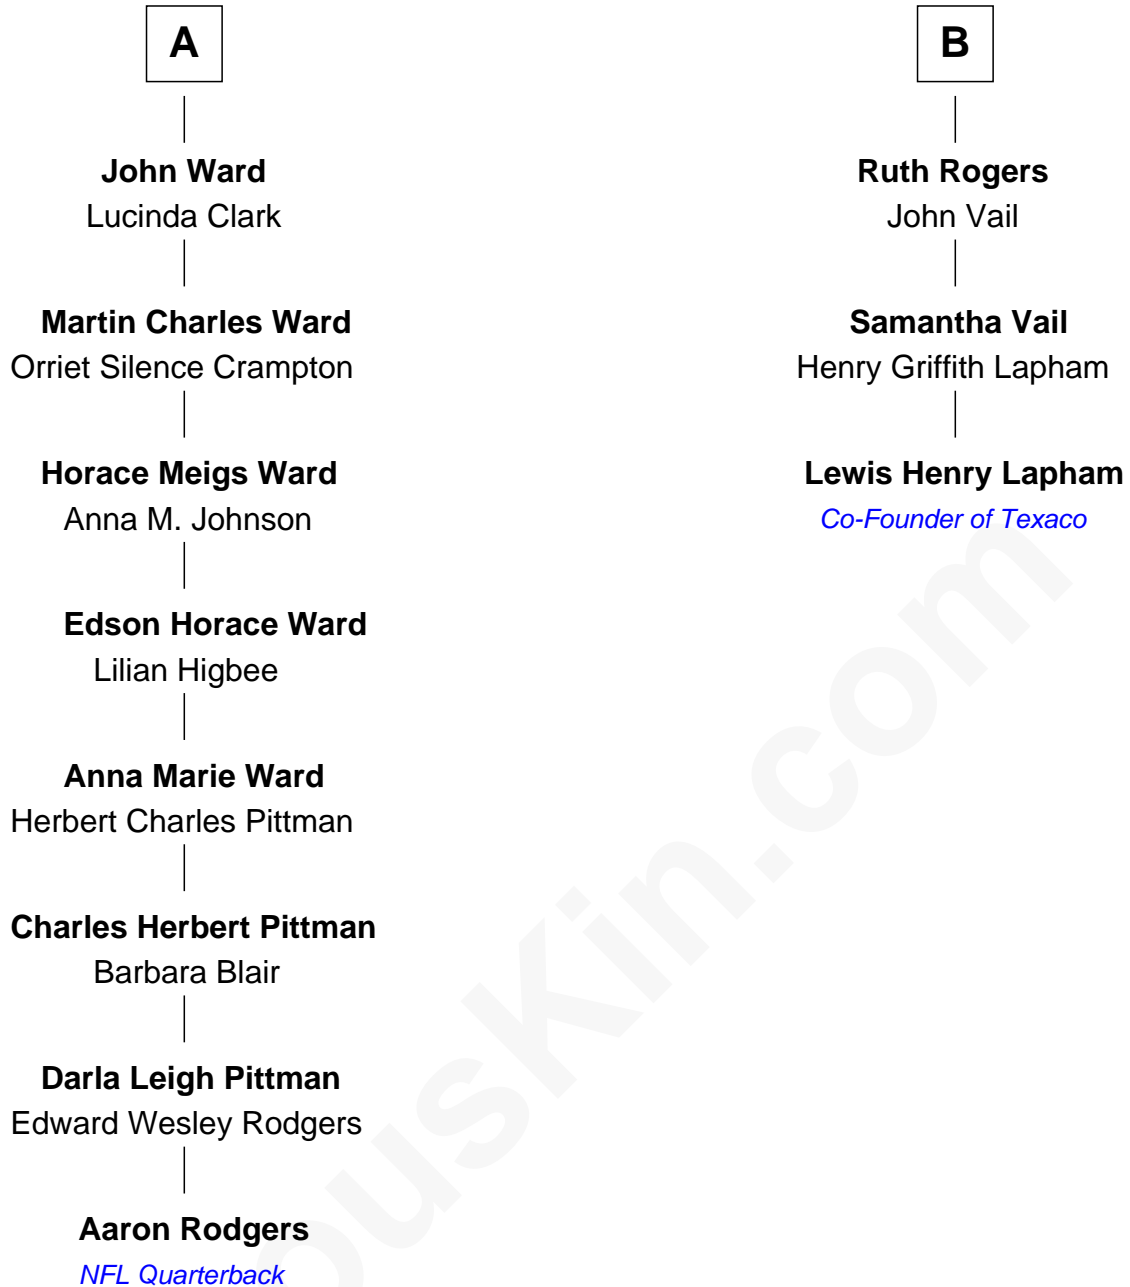 A
John Ward
Lucinda Clark
Martin Charles Ward
Orriet Silence Crampton
Horace Meigs Ward
Anna M. Johnson
Edson Horace Ward
Lilian Higbee
Anna Marie Ward
Herbert Charles Pittman
Charles Herbert Pittman
Barbara Blair
Darla Leigh Pittman
Edward Wesley Rodgers
Aaron Rodgers
NFL Quarterback
B
Ruth Rogers
John Vail
Samantha Vail
Henry Griffith Lapham
Lewis Henry Lapham
Co-Founder of Texaco
ousKin.com